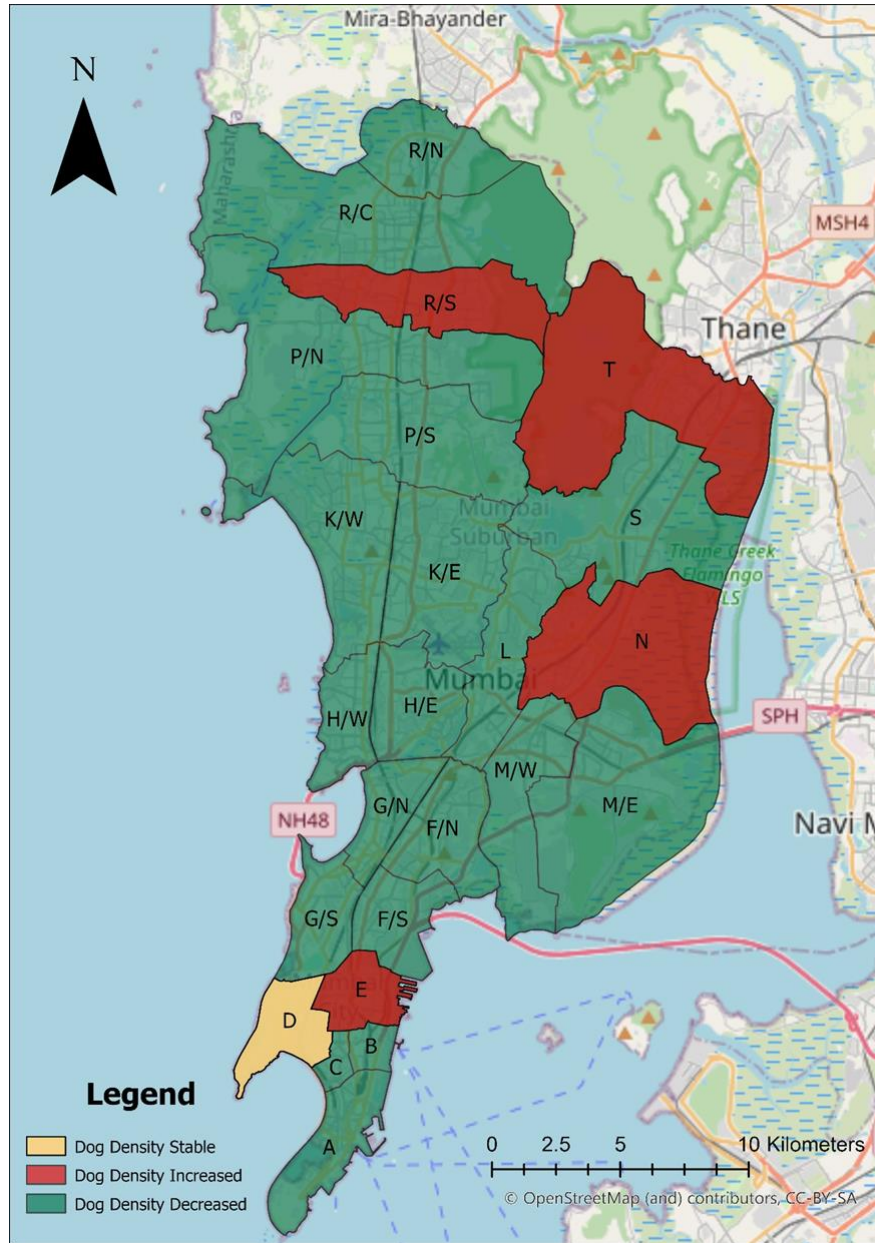 Mira-Bhayander
N
R/N
Maharashtra
R/C
MSH4
R/S
Thane
P/N
T
P/S
K/W
Mumbai
Suburban
S
K/E
Thane Creek
Flamingo
L
N
Mumbai
H/W
H/E
SPH
M/W
G/N
M/E
NH48
F/N
Navi M
G/S
F/S
E
D
B
C
Legend
A
Dog Density Stable
Dog Density Increased
Dog Density Decreased
0 2.5 5 10 Kilometers
© OpenStreetMap (and) contributors, CC-BY-SA